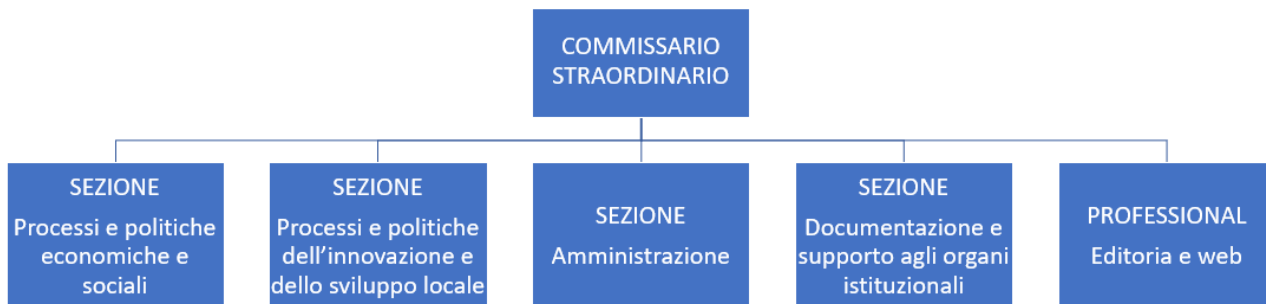 COMMISSARIO
STRAORDINARIO
SEZIONE
Processi e politiche
economiche e
sociali
SEZIONE
Processi e politiche
dell'innovazione e
dello sviluppo locale
SEZIONE
Amministrazione
SEZIONE
Documentazione e
supporto agli organi
istituzionali
PROFESSIONAL
Editoria e web